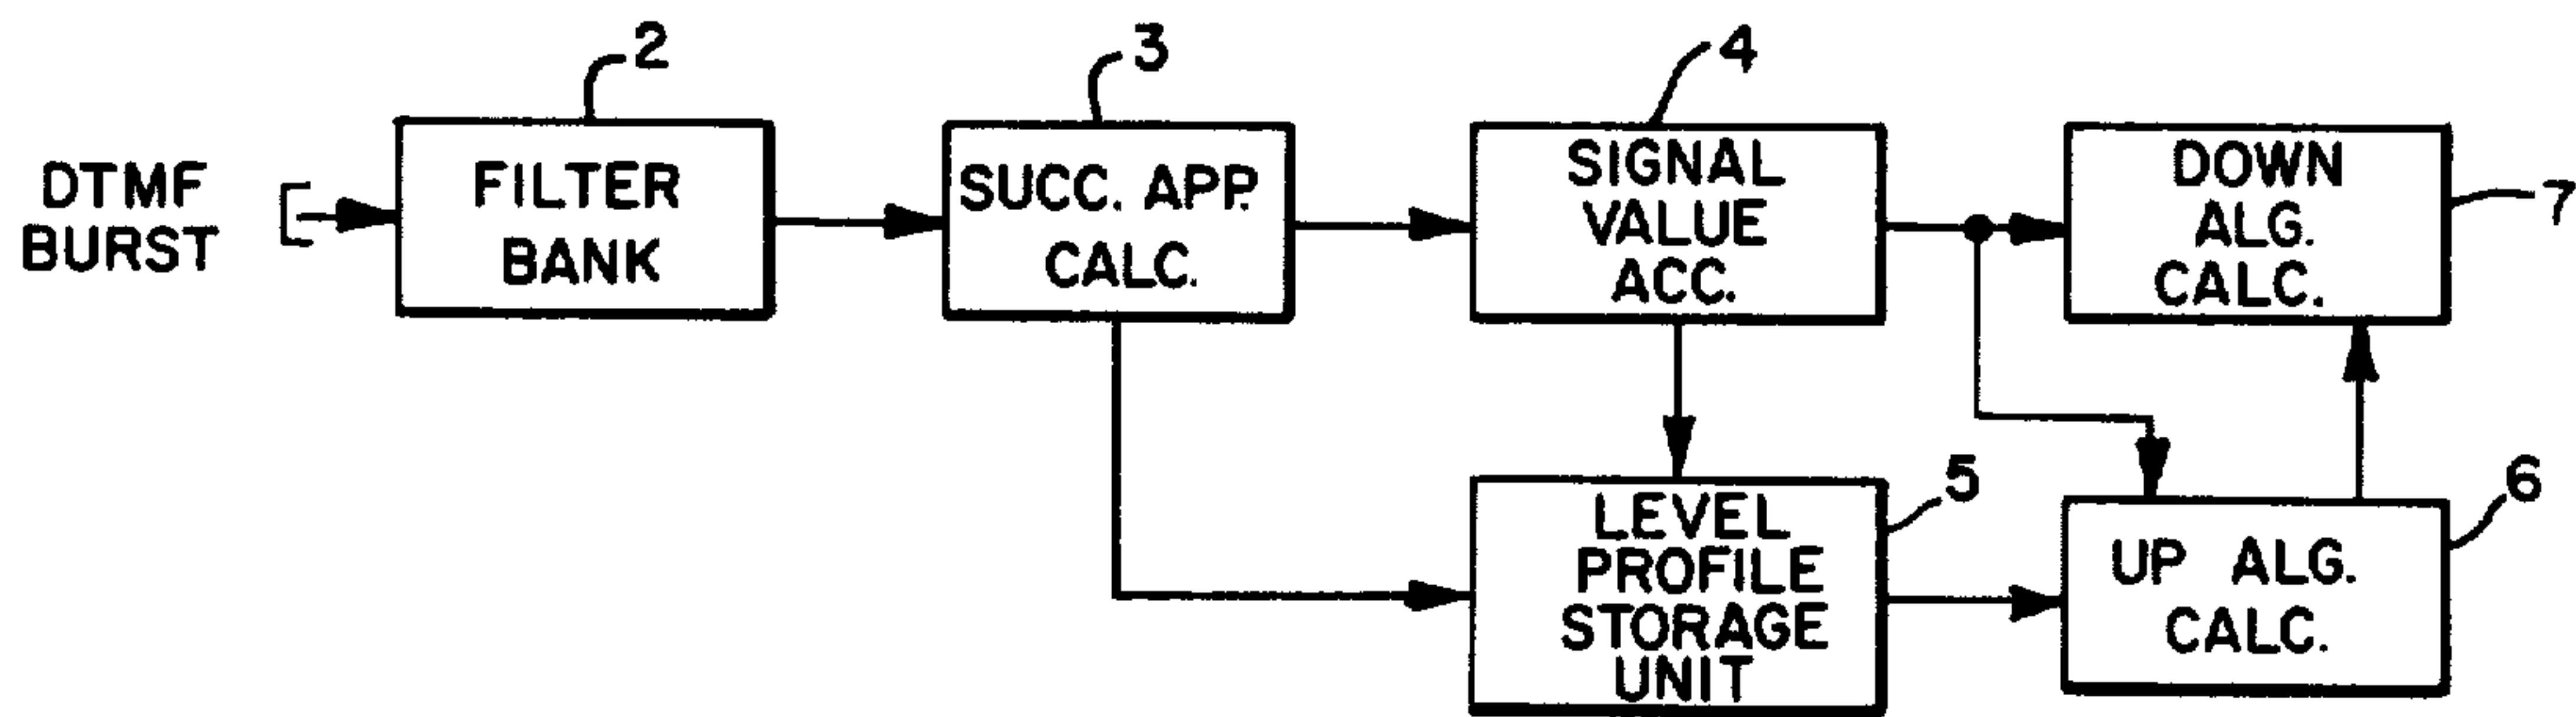 2
3
4
DTMF
BURST
FILTER
BANK
SUCC. APP.
CALC.
SIGNAL
VALUE
ACC.
DOWN
ALG.
CALC.
7
LEVEL
PROFILE
STORAGE
UNIT
5
UP ALG.
CALC.
6